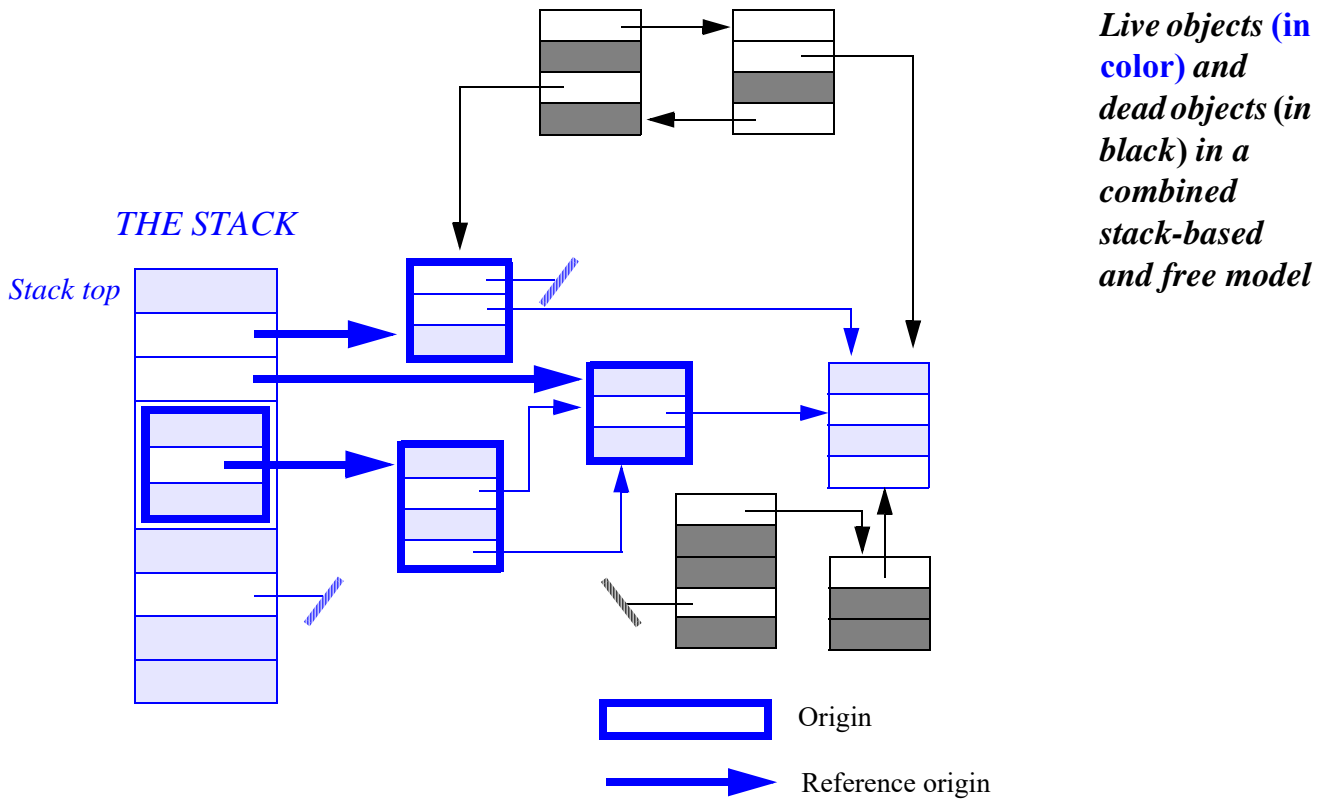 Live objects (in
color) and
dead objects (in
black) in a
combined
stack-based
and free model
THE STACK
Stack top
Origin
Reference origin